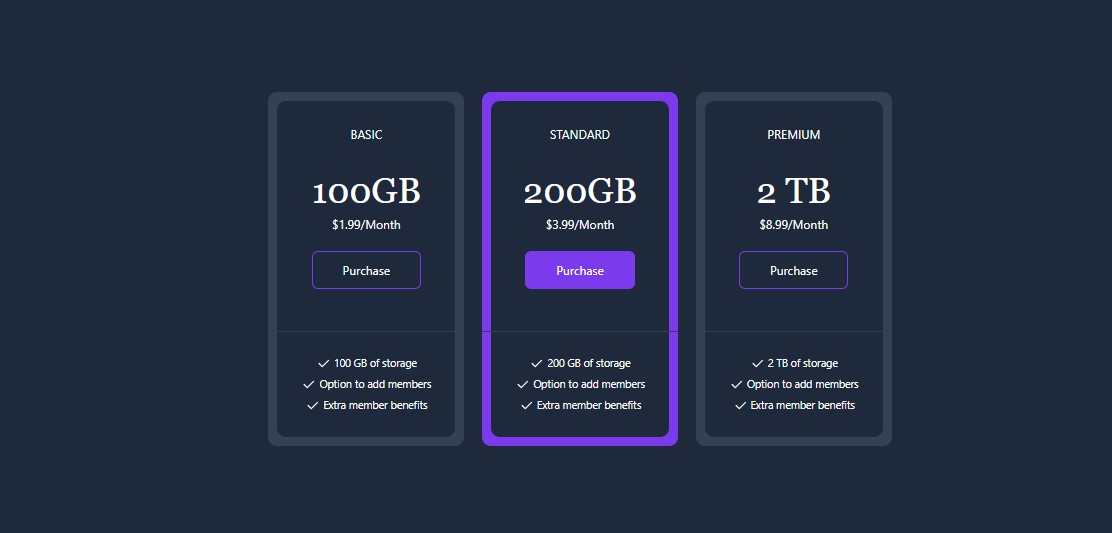 BASIC
100GB
$1.99/Month
Purchase
100 GB of storage
Option to add members
Extra member benefits
STANDARD
200GB
$3.99/Month
Purchase
200 GB of storage
Option to add members
Extra member benefits
PREMIUM
2 TB
$8.99/Month
Purchase
2 TB of storage
Option to add members
Extra member benefits